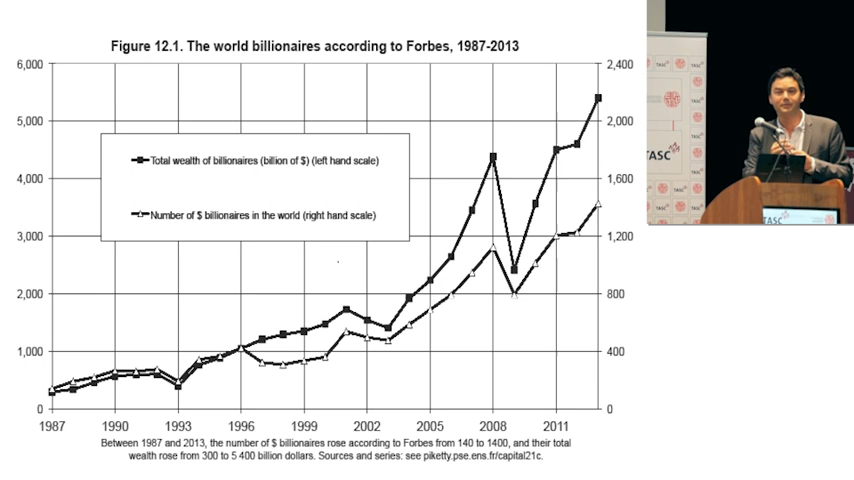 Figure 12.1. The world billionaires according to Forbes, 1987-2013
6,000
5,000
4,000
3,000
2,000
1,000
0
2,400
2,000
1,600
1,200
800
400
0
Total wealth of billionaires (billion of $) (left hand scale)
Number of $ billionaires in the world (right hand scale)
1987 1990 1993 1996 1999 2002 2005 2008 2011
Between 1987 and 2013, the number of $ billionaires rose according to Forbes from 140 to 1400, and their total
wealth rose from 300 to 5 400 billion dollars. Sources and series: see piketty.pse.ens.fr/capital21c.
TASC
TASC
TASC